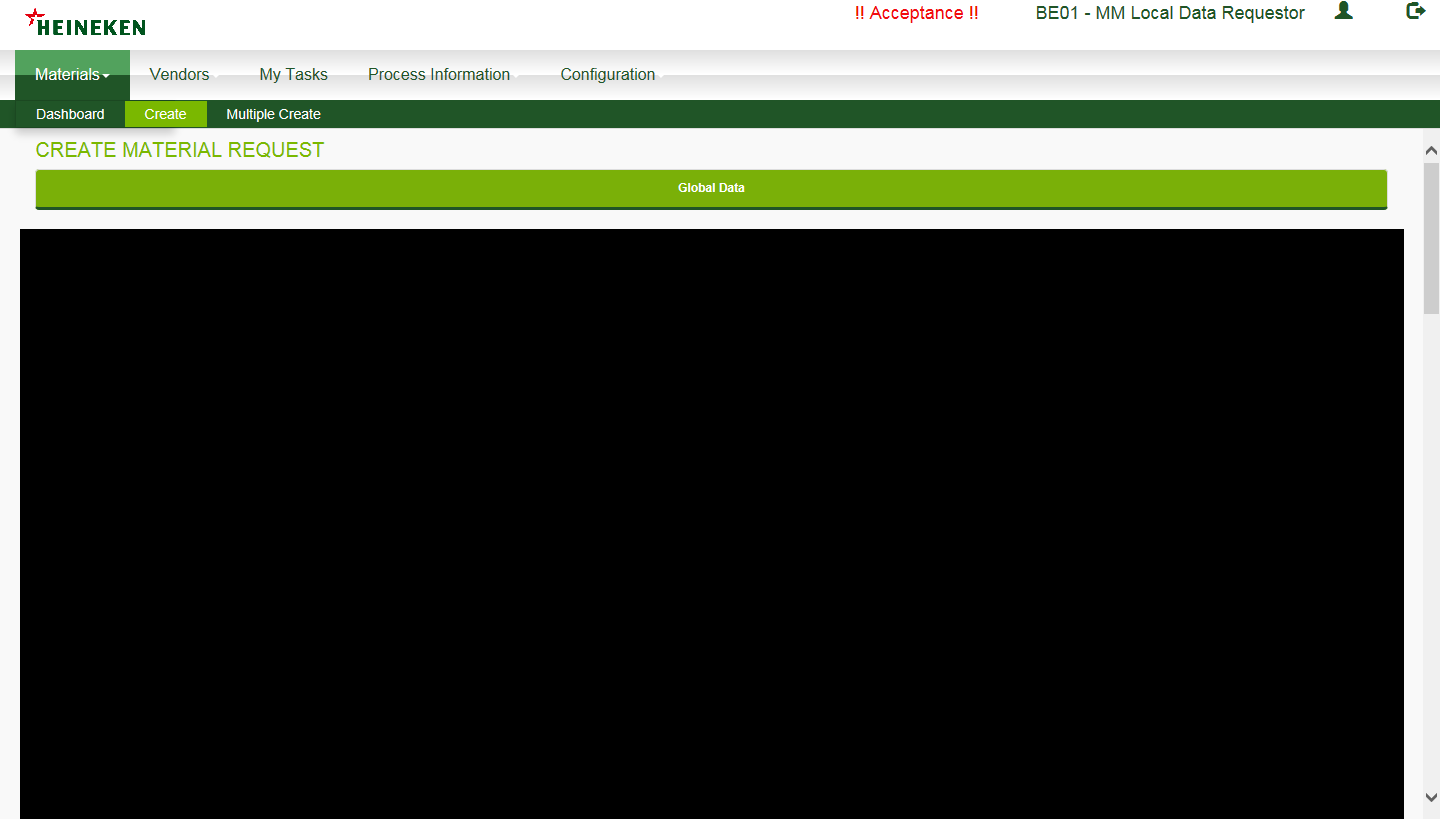 HEINEKEN
!! Acceptance !!
BE01 - MM Local Data Requestor
Materials
Vendors
My Tasks
Process Information
Configuration
Dashboard
Create
Multiple Create
CREATE MATERIAL REQUEST
Global Data